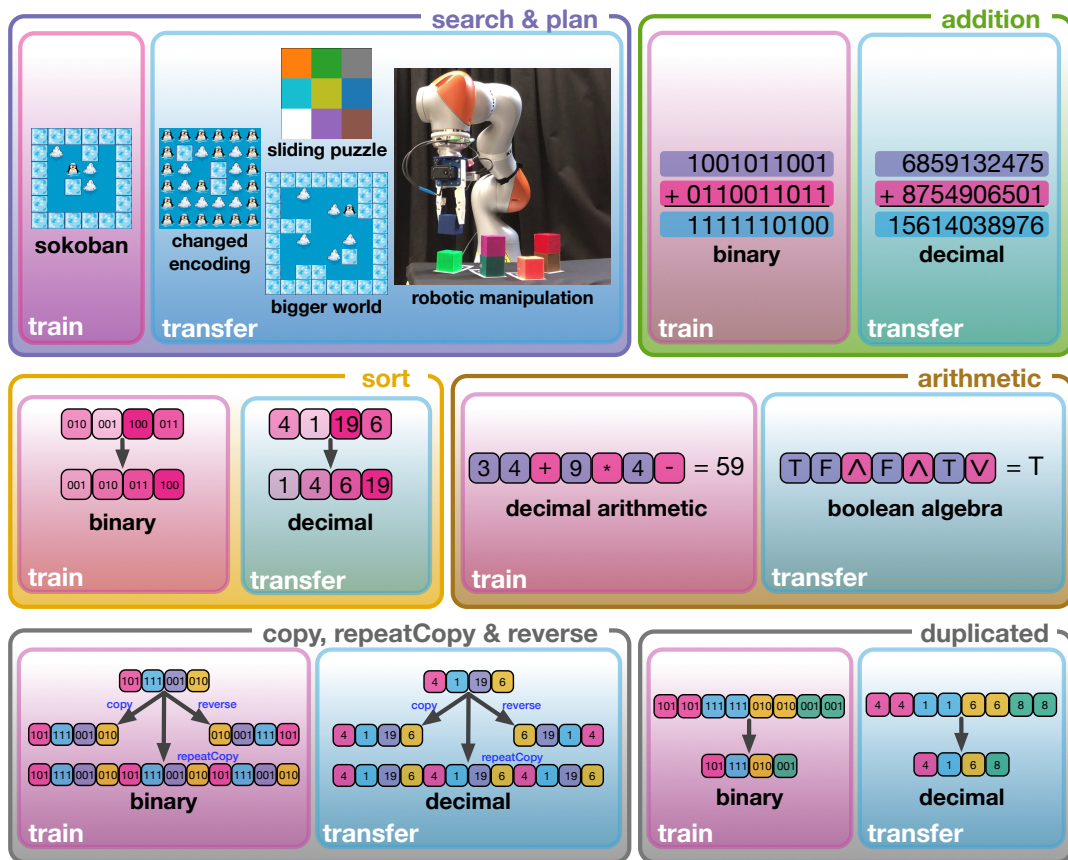 search & plan
sokoban
train
changed
encoding
sliding puzzle
bigger world
robotic manipulation
transfer
addition
1001011001
+ 0110011011
1111110100
binary
train
6859132475
+ 8754906501
15614038976
decimal
transfer
sort
010 001 100 011
001 010 011 100
binary
train
4 1 19 6
1 4 6 19
decimal
transfer
arithmetic
3 4 + 9 * 4 - = 59
decimal arithmetic
train
T F ∧ F ∧ T ∨ = T
boolean algebra
transfer
copy, repeatCopy & reverse
101 111 001 010
copy reverse
101 111 001 010 010 001 111 101
repeatCopy
101 111 001 010 101 111 001 010 101 111 001 010
binary
train
4 1 19 6
copy reverse
4 1 19 6 6 19 1 4
repeatCopy
4 1 19 6 4 1 19 6 4 1 19 6
decimal
transfer
duplicated
101 101 111 111 010 010 001 001
101 111 010 001
binary
train
4 4 1 1 6 6 8 8
4 1 6 8
decimal
transfer